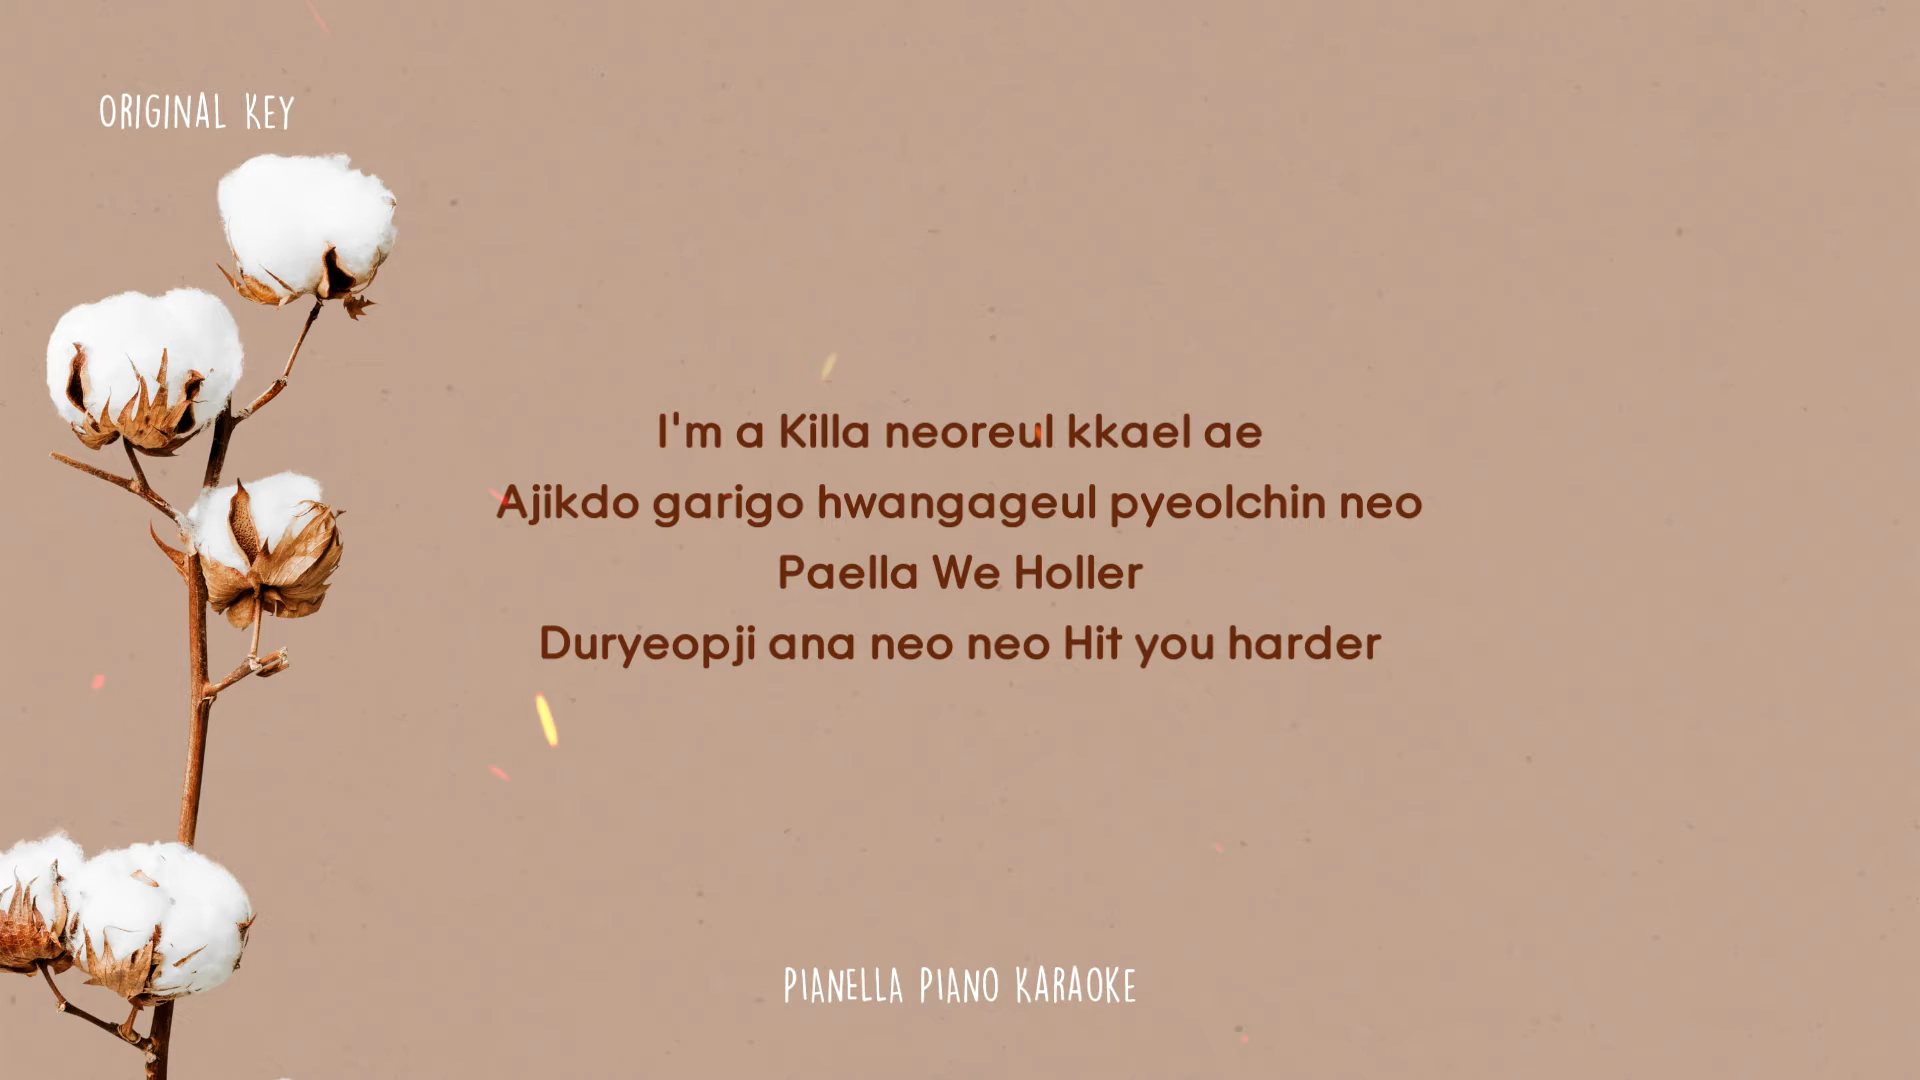 ORIGINAL KEY
I'm a Killa neoreul kkael ae
Ajikdo garigo hwangageul pyeolchin neo
Paella We Holler
Duryeopji ana neo neo Hit you harder
PIANELLA PIANO KARAOKE